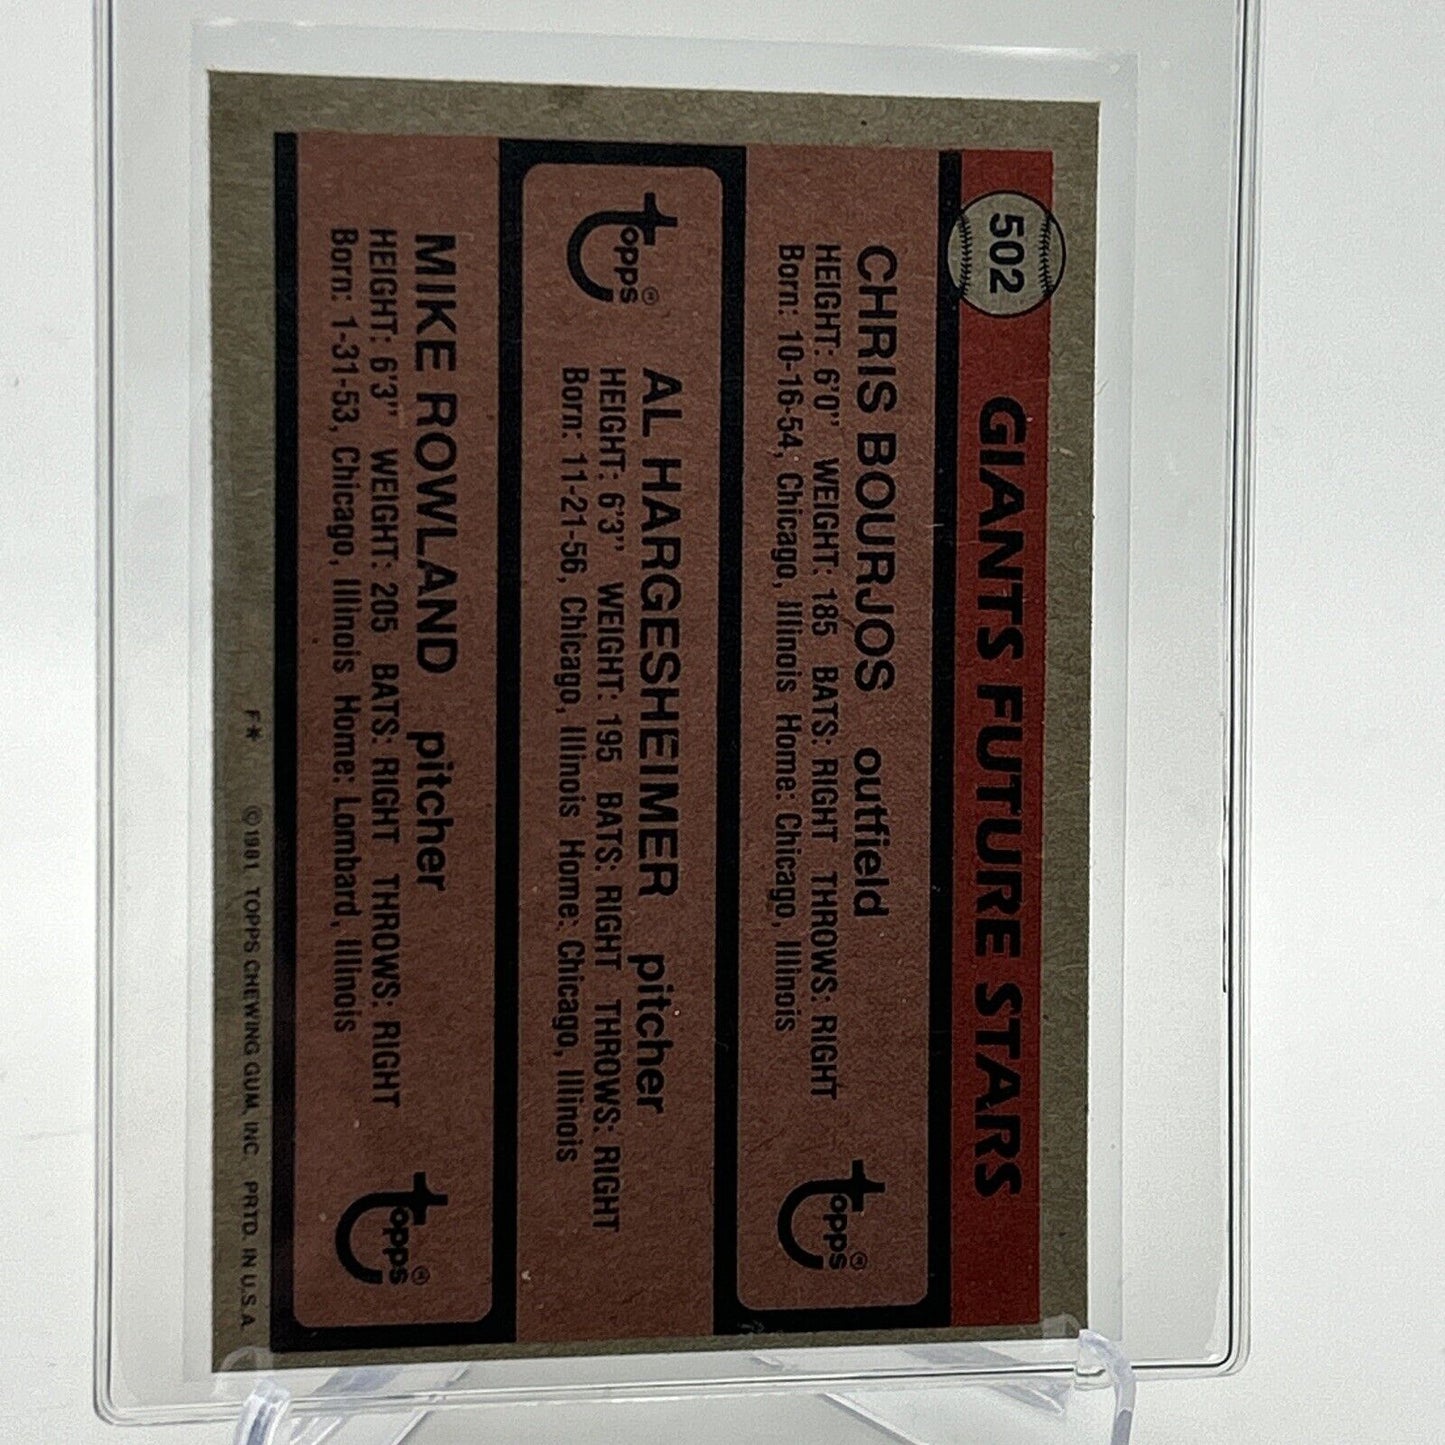 502
GIANTS FUTURE STARS
CHRIS BOURJOS outfield
HEIGHT: 6'0" WEIGHT: 185 BATS: RIGHT THROWS: RIGHT
Born: 10-16-54, Chicago, Illinois Home: Chicago, Illinois
Topps®
Topps®
AL HARGESHEIMER pitcher
HEIGHT: 6'3" WEIGHT: 195 BATS: RIGHT THROWS: RIGHT
Born: 11-21-56, Chicago, Illinois Home: Chicago, Illinois
MIKE ROWLAND pitcher
HEIGHT: 6'3" WEIGHT: 205 BATS: RIGHT THROWS: RIGHT
Born: 1-31-53, Chicago, Illinois Home: Lombard, Illinois
Topps®
F* ©1981 TOPPS CHEWING GUM, INC. PRTD. IN U.S.A.